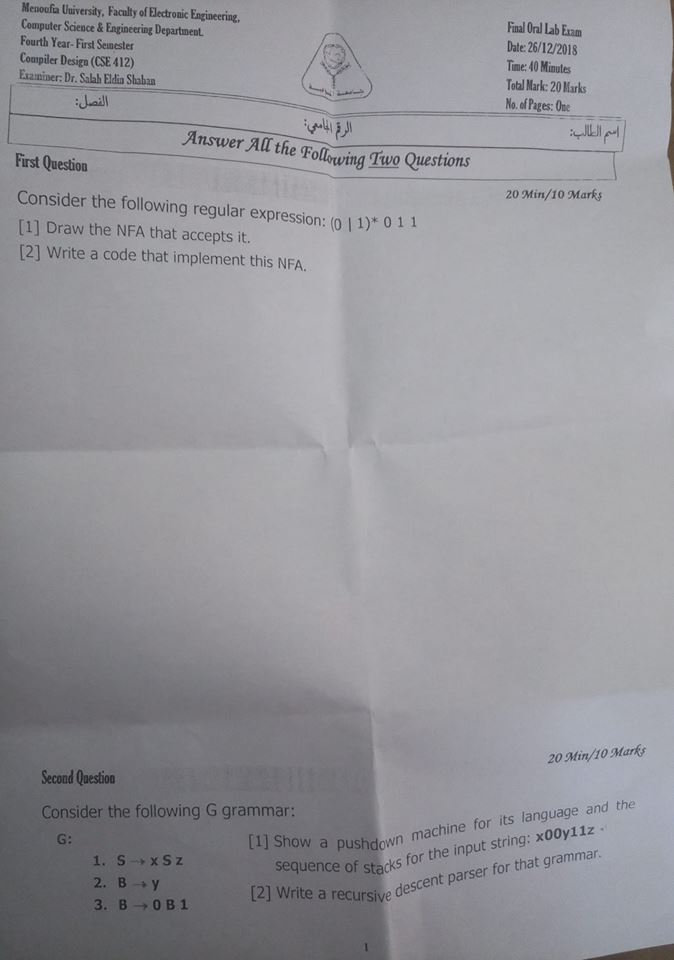 Menoufia University, Faculty of Electronic Engineering,
Computer Science & Engineering Department.
Fourth Year- First Semester
Compiler Design (CSE 412)
Examiner: Dr. Salah Eldin Shaban
Final Oral Lab Exam
Date: 26/12/2018
Time: 40 Minutes
Total Mark: 20 Marks
No. of Pages: One
اسم الطالب:
الرقم الجامعي:
الفصل:
Answer All the Following Two Questions
First Question
20 Min/10 Marks
Consider the following regular expression: (0 | 1)* 0 1 1
[1] Draw the NFA that accepts it.
[2] Write a code that implement this NFA.
Second Question
20 Min/10 Marks
Consider the following G grammar:
G:
1. S → x S z
2. B → y
3. B → 0 B 1
[1] Show a pushdown machine for its language and the
sequence of stacks for the input string: x00y11z
[2] Write a recursive descent parser for that grammar.
1